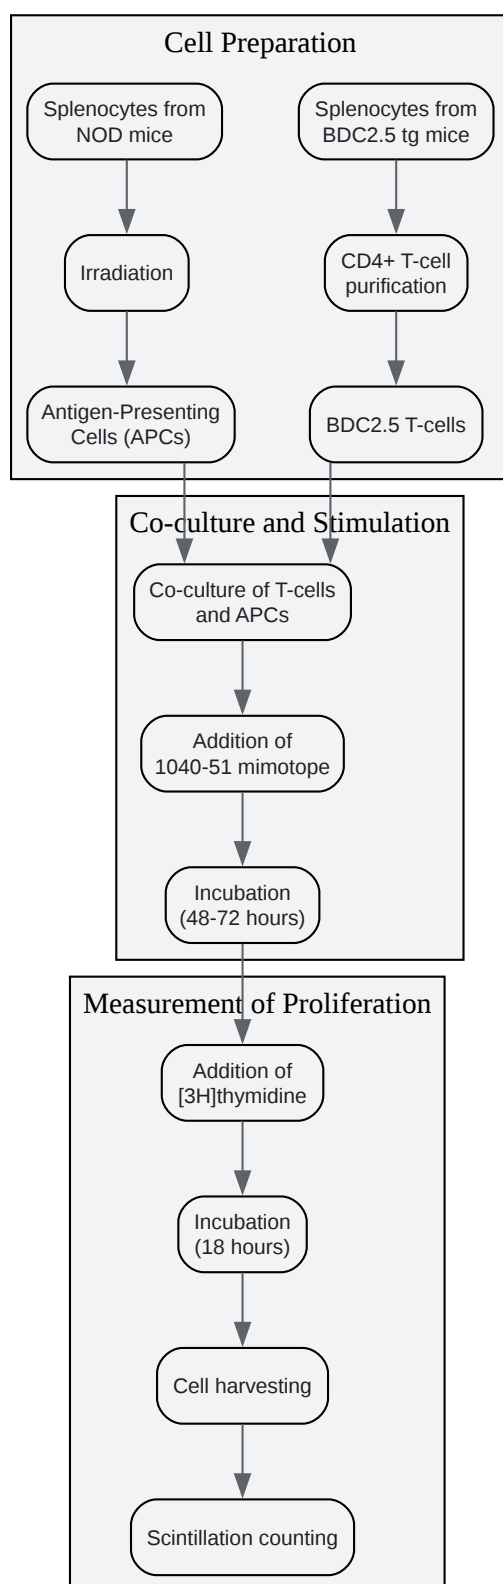 Cell Preparation
Splenocytes from
NOD mice
Splenocytes from
BDC2.5 tg mice
Irradiation
CD4+ T-cell
purification
Antigen-Presenting
Cells (APCs)
BDC2.5 T-cells
Co-culture and Stimulation
Co-culture of T-cells
and APCs
Addition of
1040-51 mimotope
Incubation
(48-72 hours)
Measurement of Proliferation
Addition of
[3H]thymidine
Incubation
(18 hours)
Cell harvesting
Scintillation counting